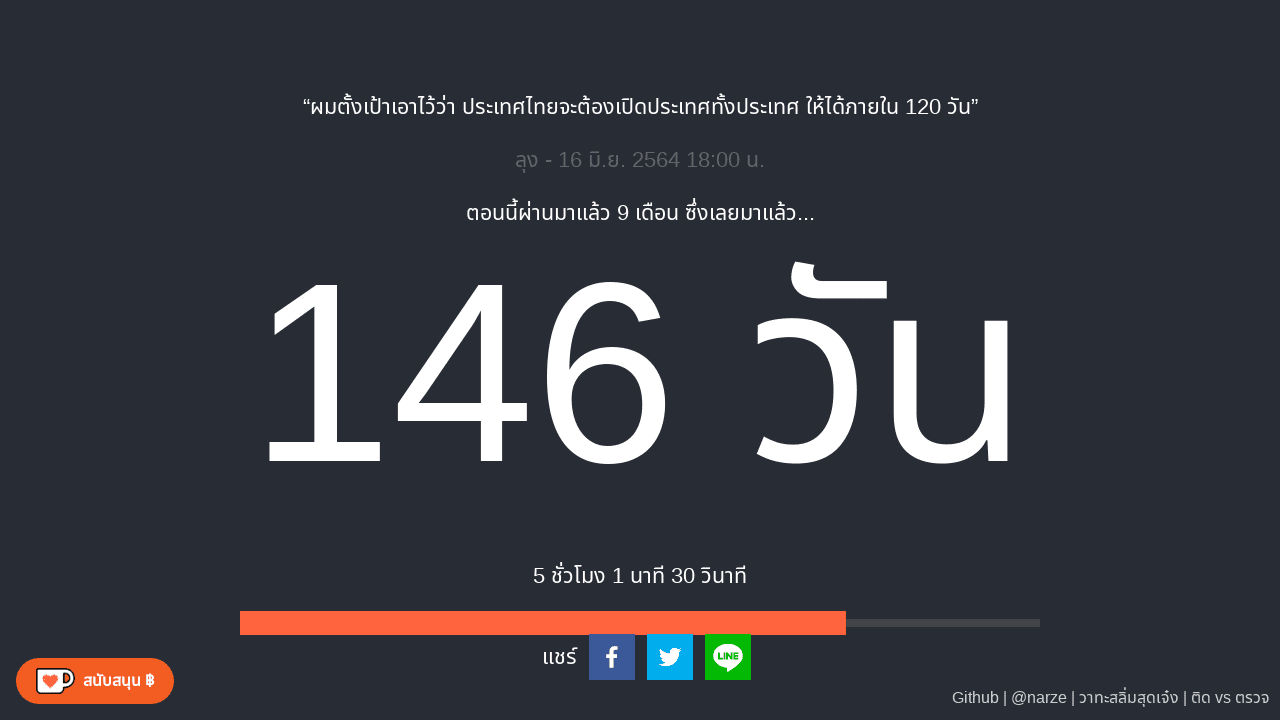 “ผมตั้งเป้าเอาไว้ว่า ประเทศไทยจะต้องเปิดประเทศทั้งประเทศ ให้ได้ภายใน 120 วัน”
ลุง - 16 มิ.ย. 2564 18:00 น.
ตอนนี้ผ่านมาแล้ว 9 เดือน ซึ่งเลยมาแล้ว...
146 วัน
5 ชั่วโมง 1 นาที 30 วินาที
แชร์
LINE
สนับสนุน ฿
Github | @narze | วาทะสลิ่มสุดเจ๋ง | ติด vs ตรวจ